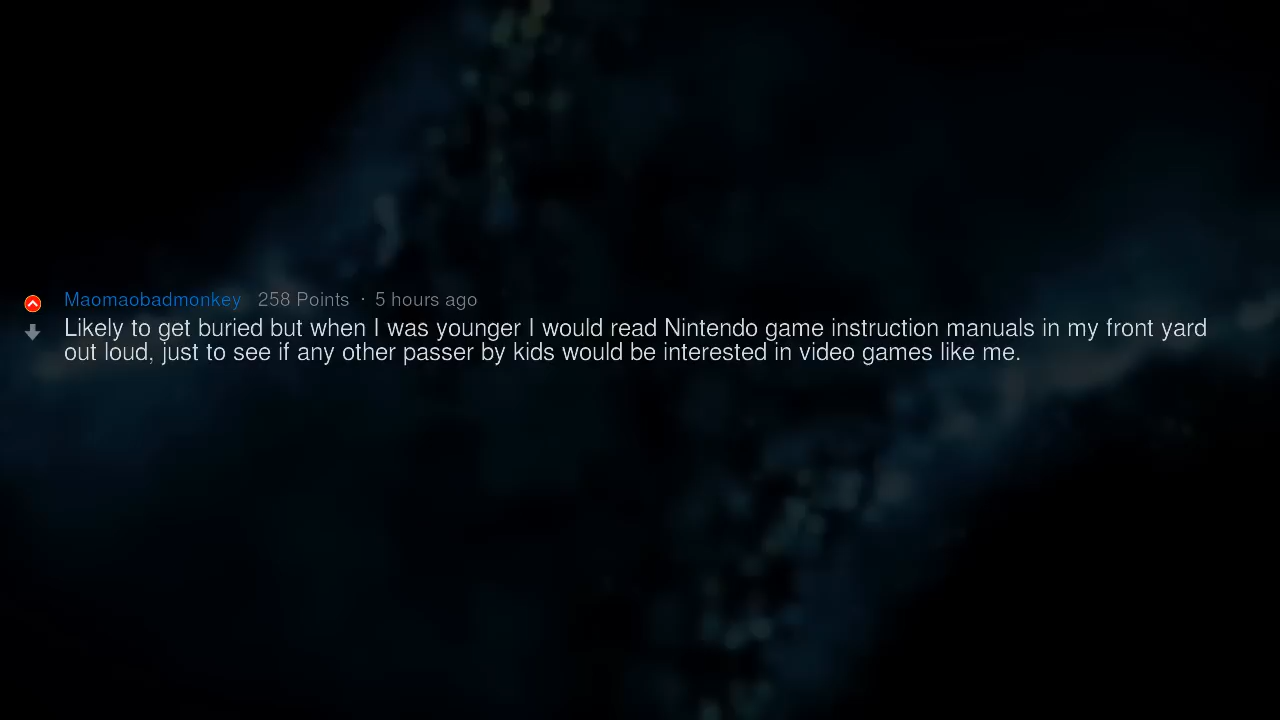 Maomaobadmonkey 258 Points · 5 hours ago
Likely to get buried but when I was younger I would read Nintendo game instruction manuals in my front yard
out loud, just to see if any other passer by kids would be interested in video games like me.